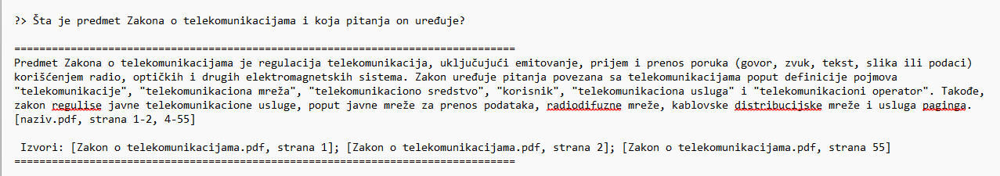 ?> Šta je predmet Zakona o telekomunikacijama i koja pitanja on uređuje?
================================================================================
Predmet Zakona o telekomunikacijama je regulacija telekomunikacija, uključujući emitovanje, prijem i prenos poruka (govor, zvuk, tekst, slika ili podaci)
korišćenjem radio, optičkih i drugih elektromagnetskih sistema. Zakon uređuje pitanja povezana sa telekomunikacijama poput definicije pojmova
"telekomunikacije", "telekomunikaciona mreža", "telekomunikaciono sredstvo", "korisnik", "telekomunikaciona usluga" i "telekomunikacioni operator". Takođe,
zakon regulise javne telekomunikacione usluge, poput javne mreže za prenos podataka, radiodifuzne mreže, kablovske distribucijske mreže i usluga paginga.
[naziv.pdf, strana 1-2, 4-55]
Izvori: [Zakon o telekomunikacijama.pdf, strana 1]; [Zakon o telekomunikacijama.pdf, strana 2]; [Zakon o telekomunikacijama.pdf, strana 55]
================================================================================